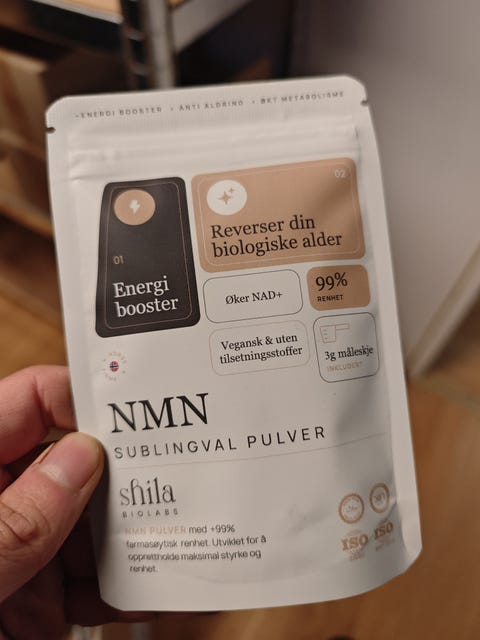 • ENERGI BOOSTER • ANTI ALDRING • ØKT METABOLISME
01
Energi
booster
02
Reverser din
biologiske alder
Øker NAD+
99%
RENHET
Vegansk & uten
tilsetningsstoffer
3g måleskje
INKLUDERT
NMN
SUBLINGVAL PULVER
shila
BIOLABS
NMN PULVER med +99%
farmasøytisk renhet. Utviklet for å
opprettholde maksimal styrke og
renhet.
ISO
ISO